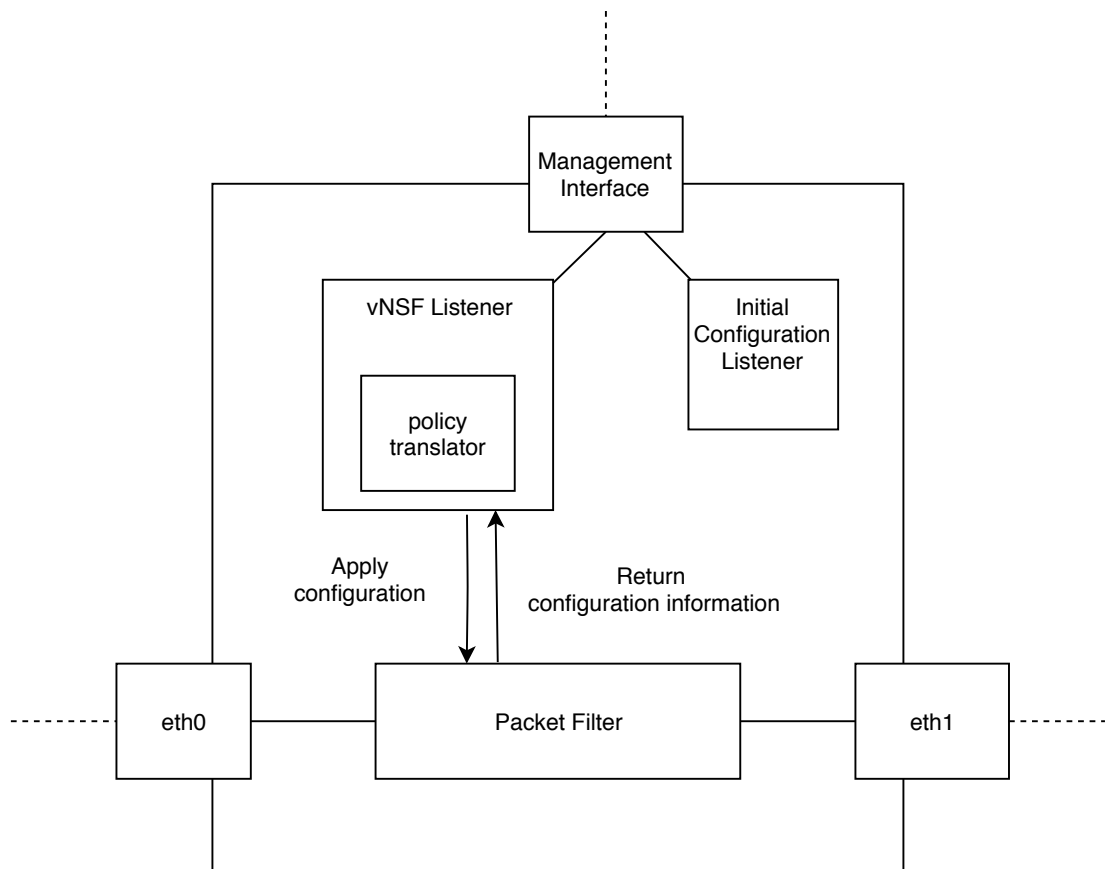 Management
Interface
vNSF Listener
Initial
Configuration
Listener
policy
translator
Apply
configuration
Return
configuration information
eth0
Packet Filter
eth1